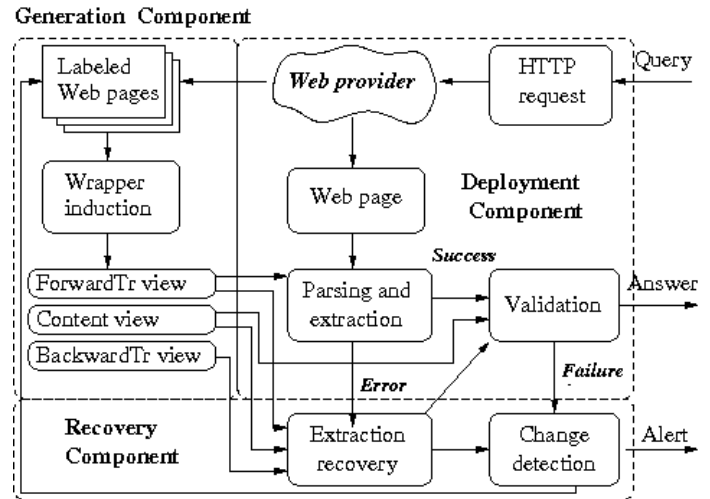 Generation Component
Labeled
Web pages
Web provider
HTTP
request
Query
Wrapper
induction
Web page
Deployment
Component
Success
ForwardTr view
Content view
BackwardTr view
Parsing and
extraction
Validation
Answer
Error
Failure
Recovery
Component
Extraction
recovery
Change
detection
Alert